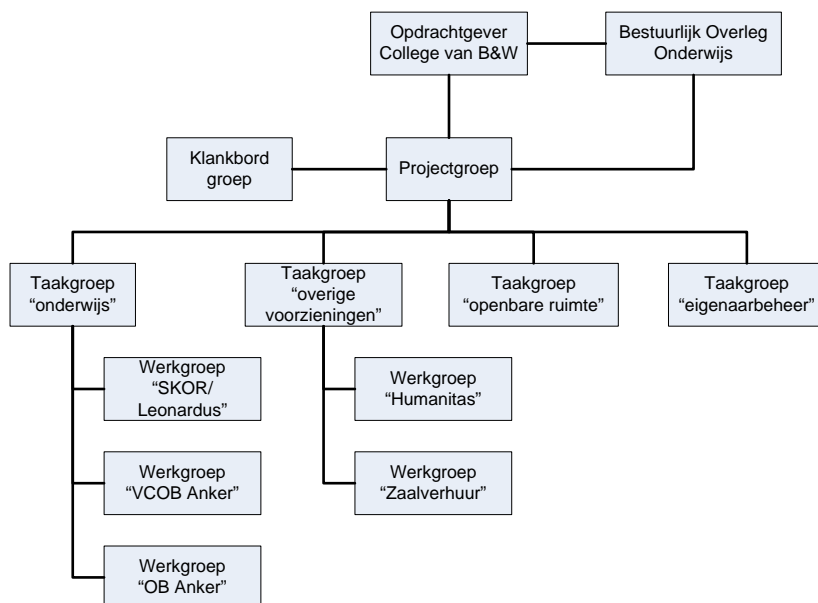 Opdrachtgever
College van B&W
Bestuurlijk Overleg
Onderwijs
Klankbord
groep
Projectgroep
Taakgroep
“onderwijs”
Taakgroep
“overige
voorzieningen”
Taakgroep
“openbare ruimte”
Taakgroep
“eigenaarbeheer”
Werkgroep
“SKOR/
Leonardus”
Werkgroep
“Humanitas”
Werkgroep
“VCOB Anker”
Werkgroep
“Zaalverhuur”
Werkgroep
“OB Anker”